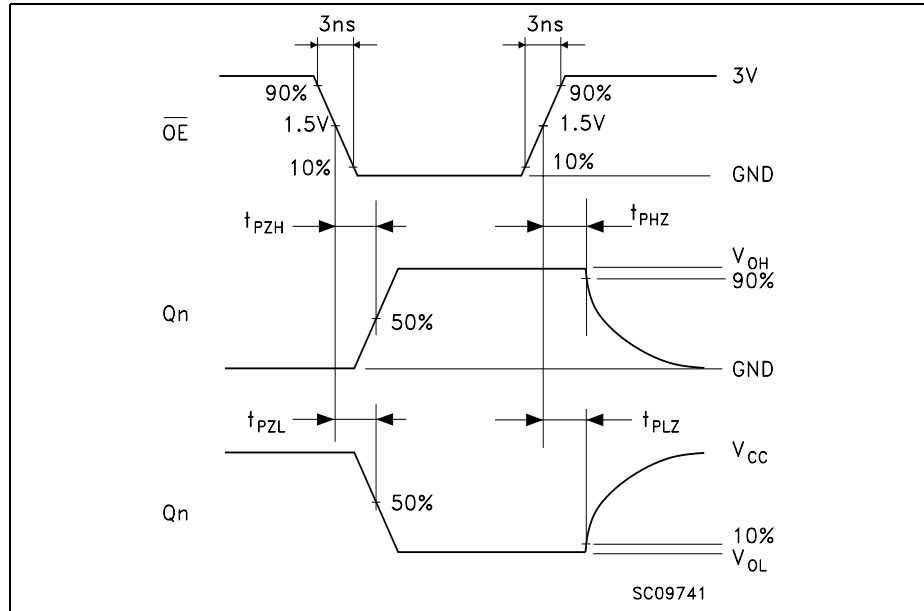 3ns 3ns
3V
90% 90%
O̅E̅ 1.5V 1.5V
10% 10%
GND
tPZH tPHZ
VOH
90%
Qn 50%
GND
tPZL tPLZ
VCC
50%
Qn
10%
VOL
SC09741